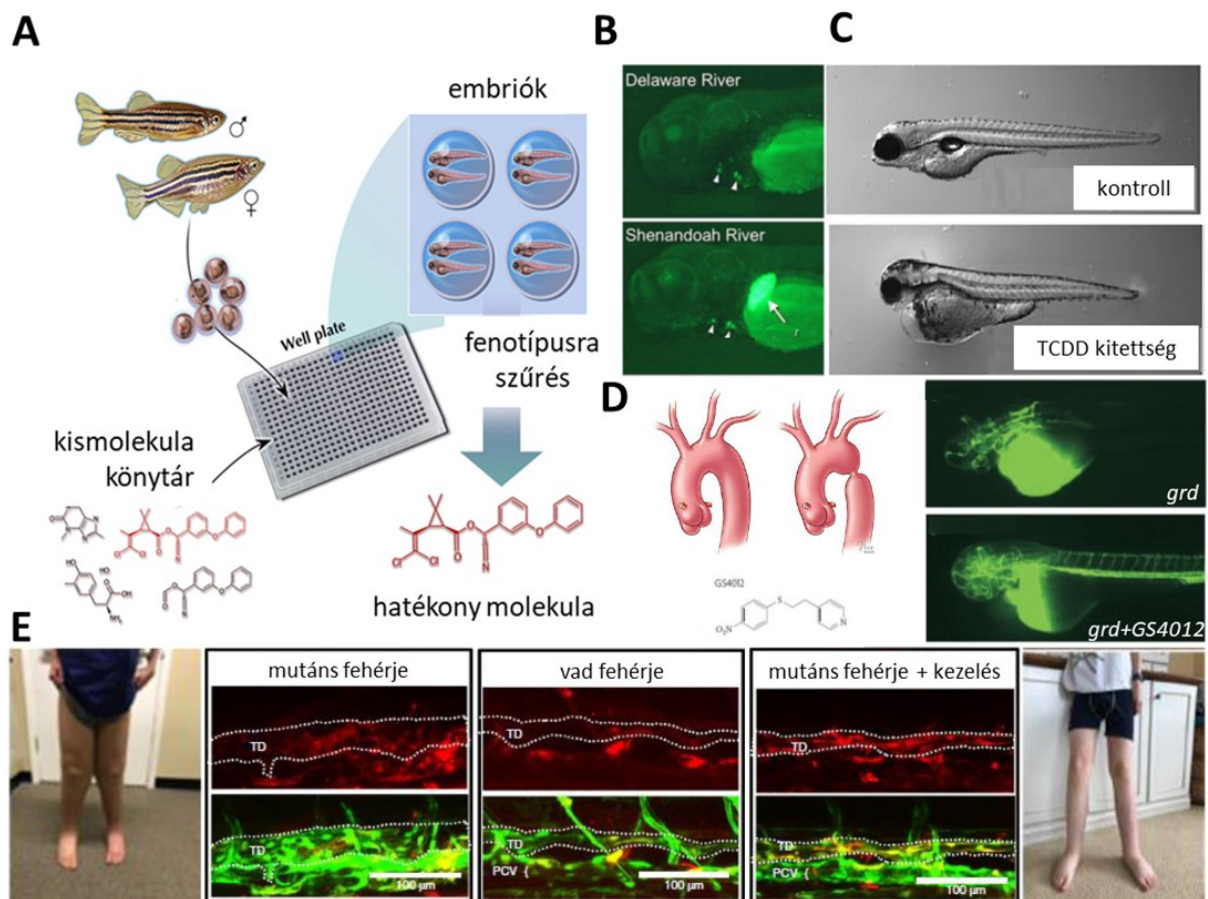 A
embriók
♂
♀
Well plate
fenotípusra
szűrés
kismolekula
könytár
hatékony molekula
B
Delaware River
Shenandoah River
C
kontroll
TCDD kitettség
D
GS4012
grd
grd+GS4012
E
mutáns fehérje
TD
TD
100 µm
vad fehérje
TD
TD
PCV {
100 µm
mutáns fehérje + kezelés
TD
TD
PCV {
100 µm